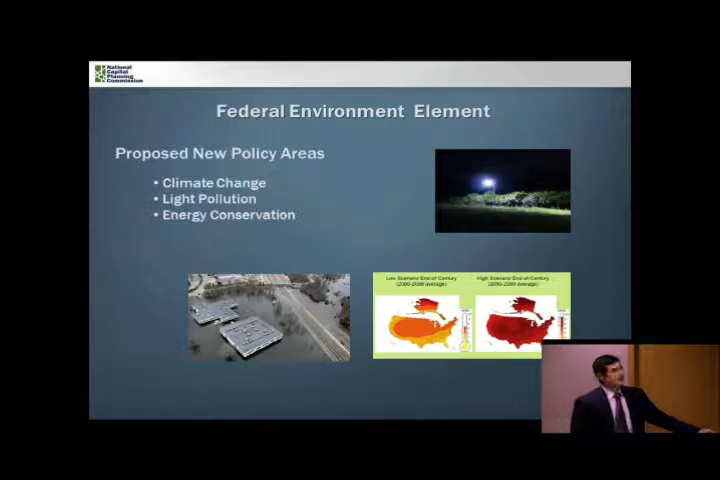 National
Capital
Planning
Commission
Federal Environment Element
Proposed New Policy Areas
• Climate Change
• Light Pollution
• Energy Conservation
Low Scenario End-of-Century
(2080-2099 average)
High Scenario End-of-Century
(2080-2099 average)